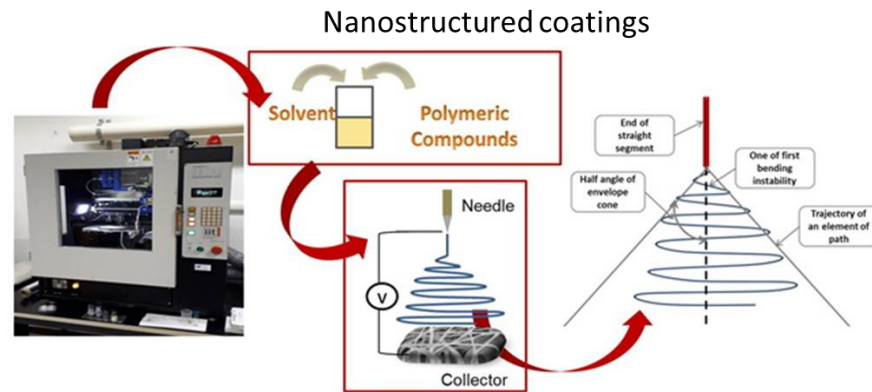 Nanostructured coatings
Solvent
Polymeric
Compounds
Needle
V
Collector
End of
straight
segment
One of first
bending
instability
Half angle of
envelope
cone
Trajectory of
an element of
path